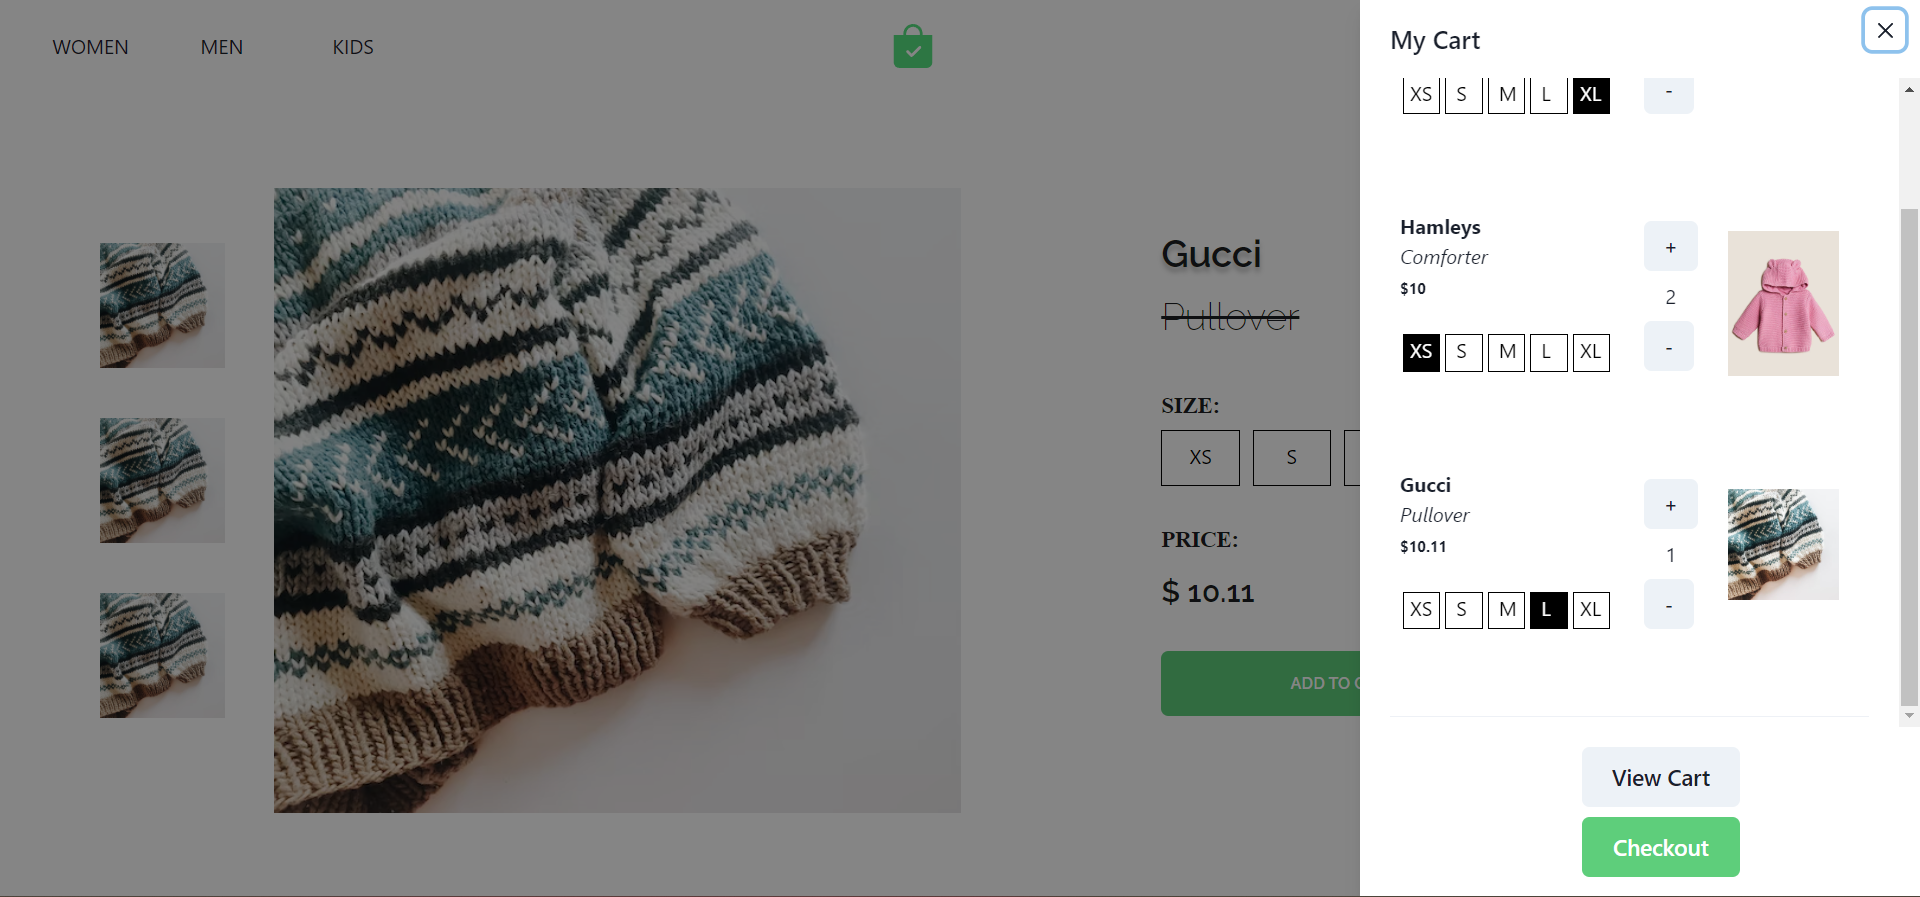 WOMEN MEN KIDS
Gucci
Pullover
SIZE:
XS S
PRICE:
$ 10.11
ADD TO
My Cart
XS S M L XL -
Hamleys
Comforter
$10
+
2
-
XS S M L XL
Gucci
Pullover
$10.11
+
1
-
XS S M L XL
View Cart
Checkout